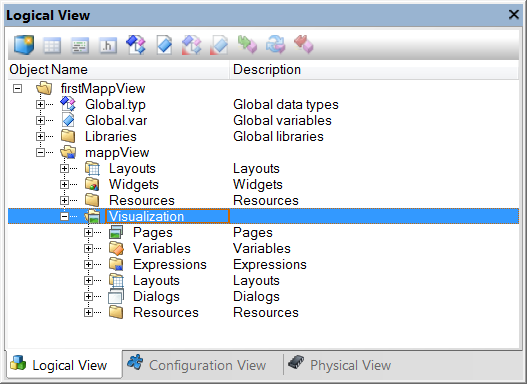 Logical View
Object Name Description
firstMappView
Global.typ Global data types
Global.var Global variables
Libraries Global libraries
mappView
Layouts Layouts
Widgets Widgets
Resources Resources
Visualization
Pages Pages
Variables Variables
Expressions Expressions
Layouts Layouts
Dialogs Dialogs
Resources Resources
Logical View Configuration View Physical View